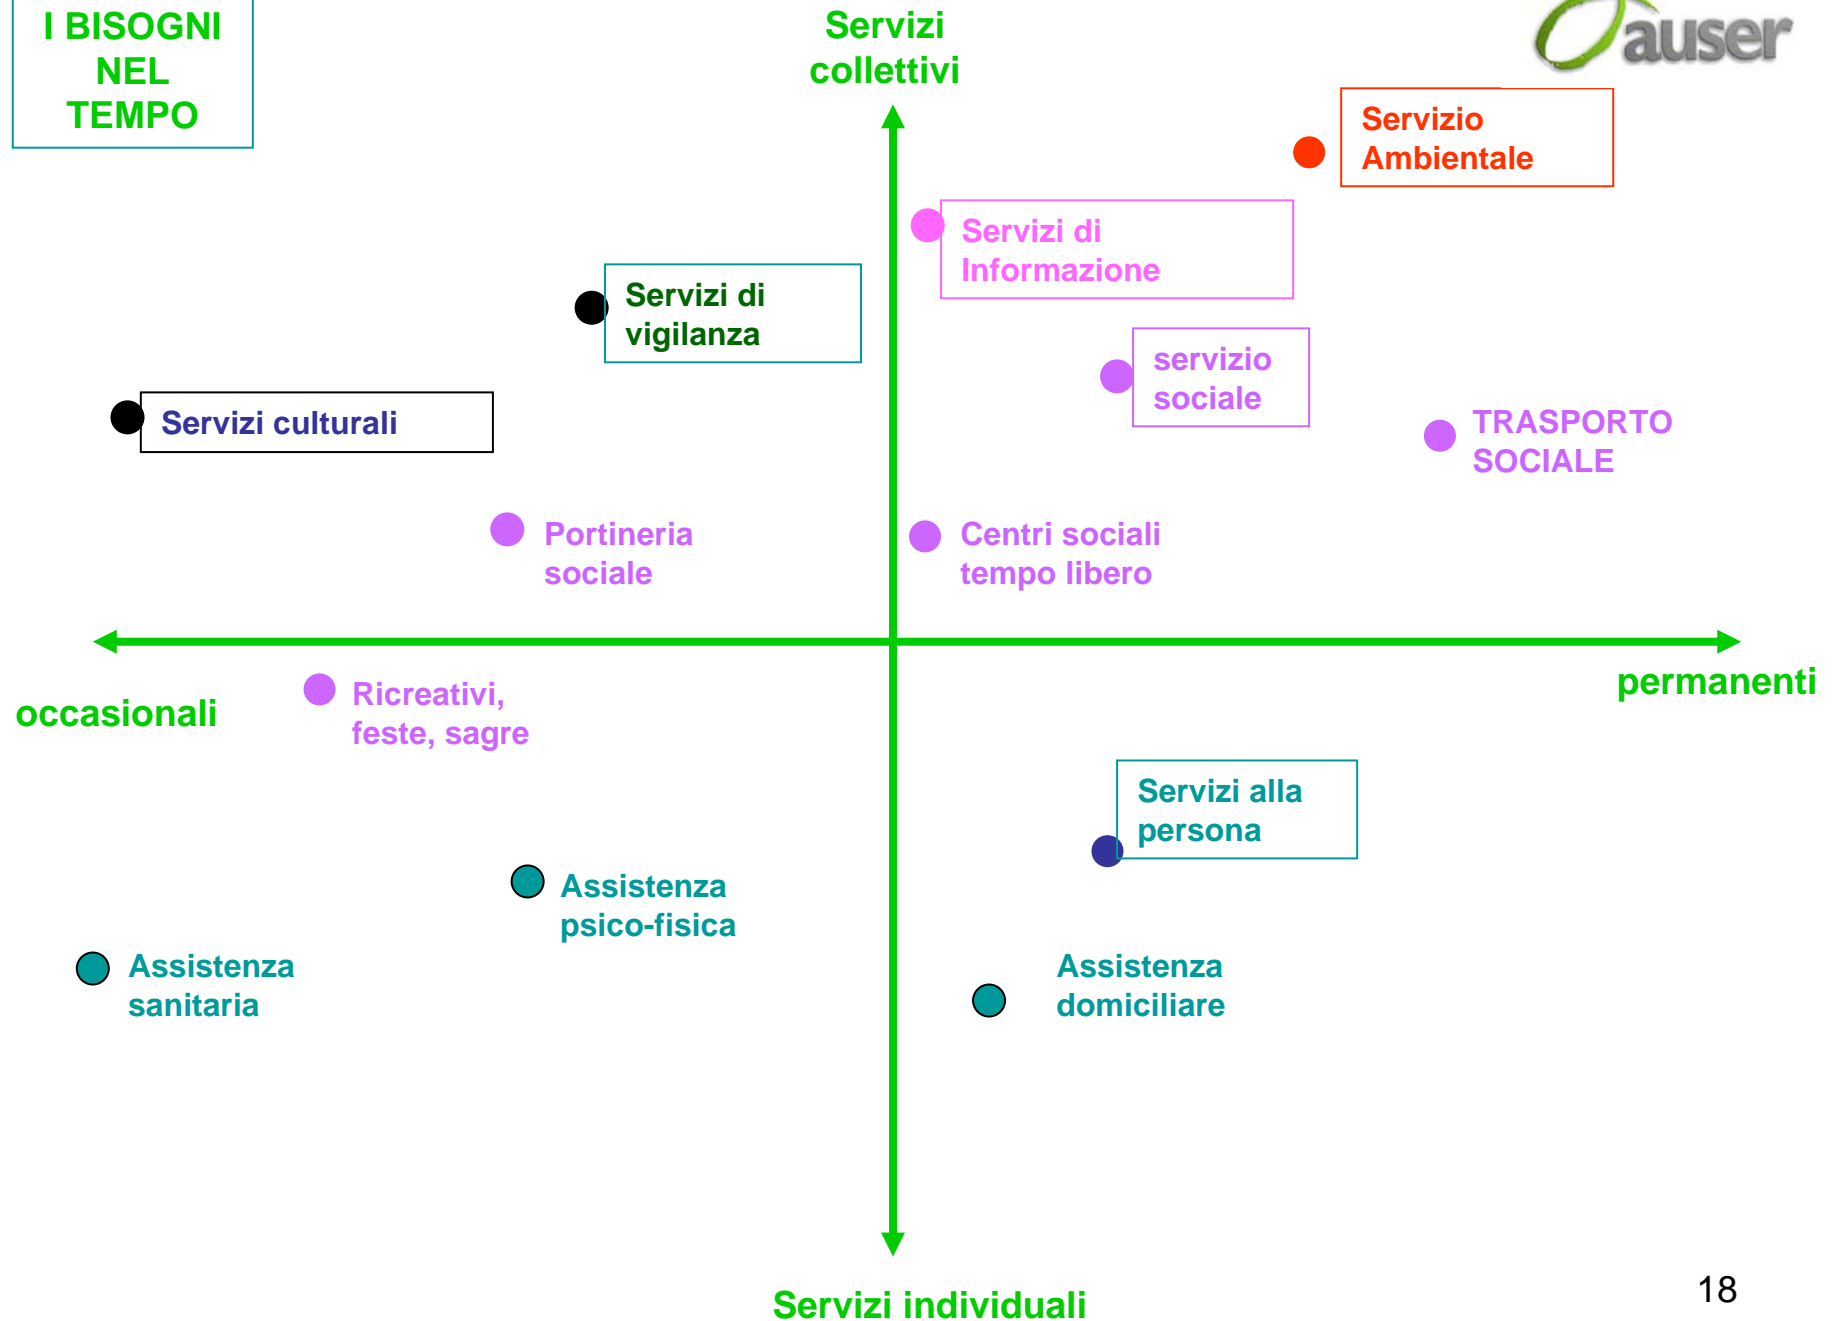 I BISOGNI
NEL
TEMPO
Servizi
collettivi
auser
Servizio
Ambientale
Servizi di
Informazione
Servizi di
vigilanza
servizio
sociale
Servizi culturali
TRASPORTO
SOCIALE
Portineria
sociale
Centri sociali
tempo libero
occasionali
permanenti
Ricreativi,
feste, sagre
Servizi alla
persona
Assistenza
psico-fisica
Assistenza
sanitaria
Assistenza
domiciliare
Servizi individuali
18